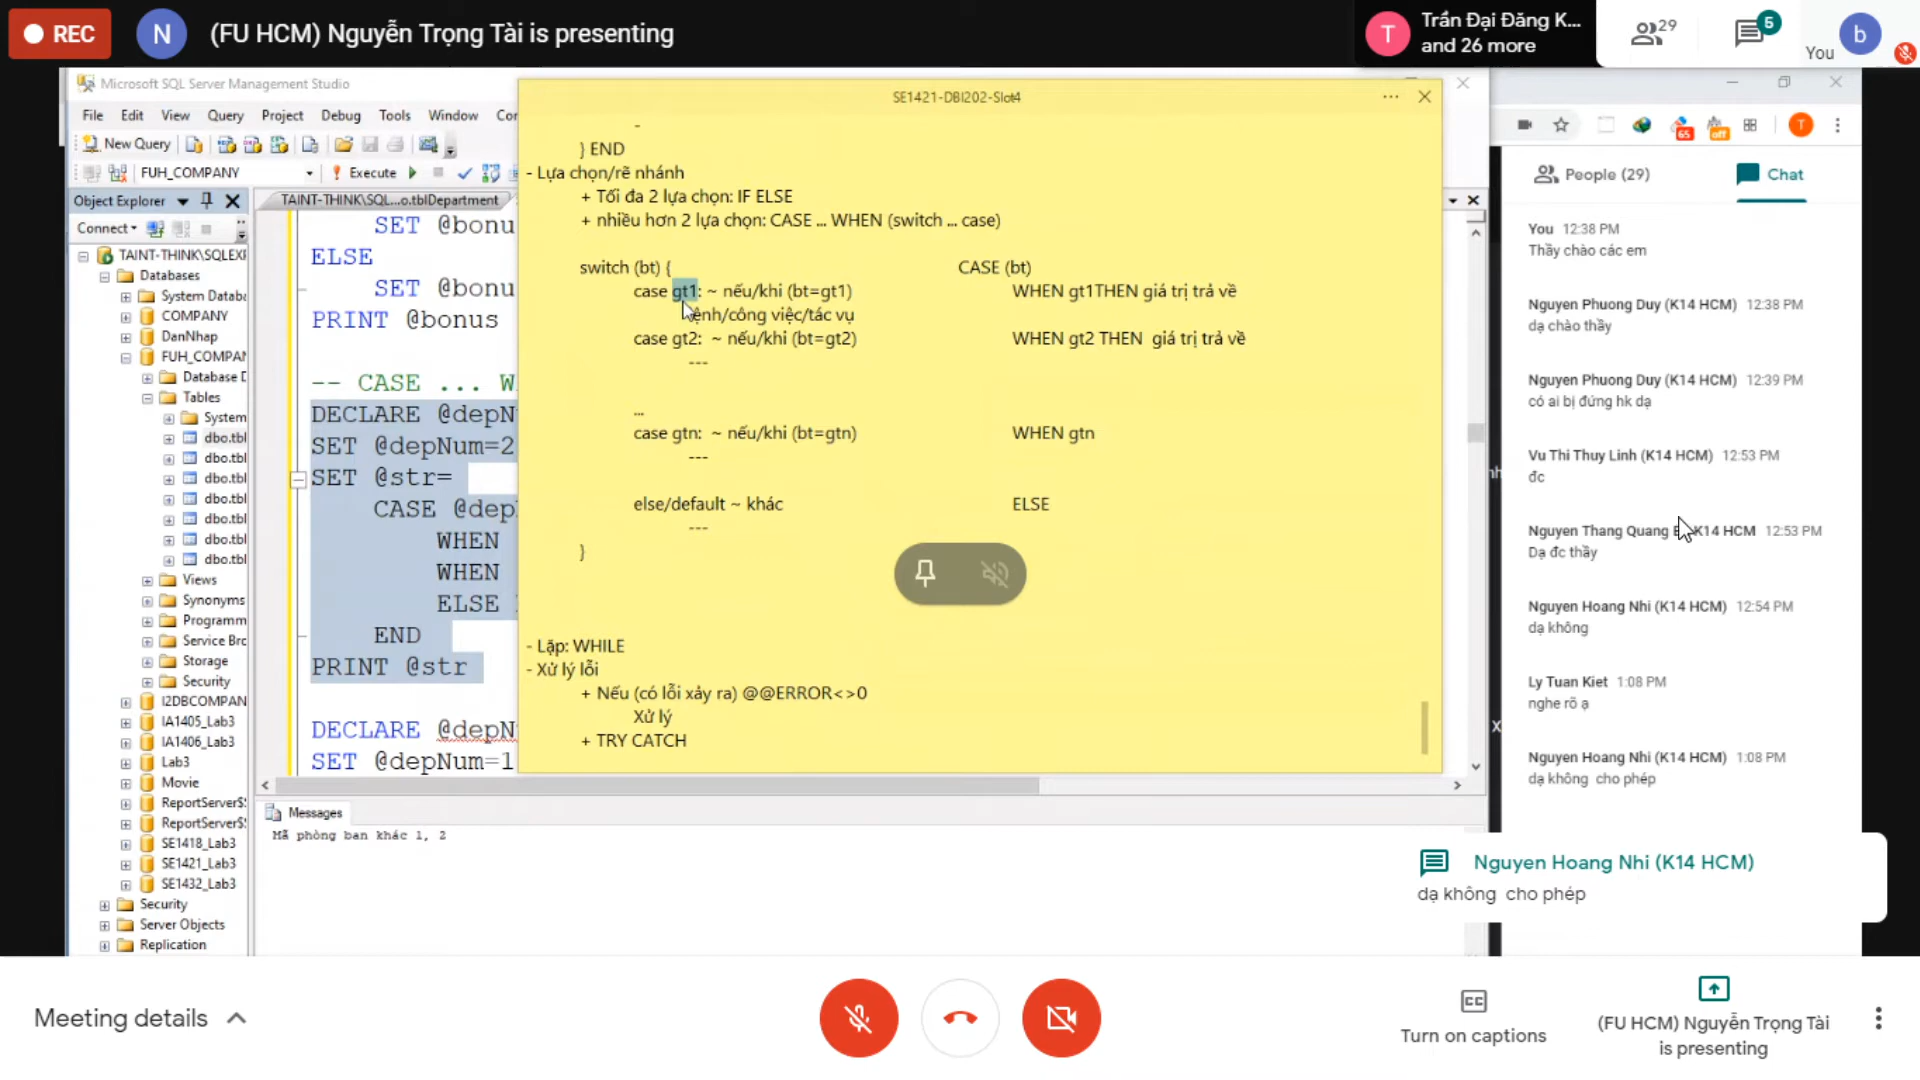 REC
N
(FU HCM) Nguyễn Trọng Tài is presenting
T
Trần Đại Đăng K...
and 26 more
29
5
You
b
Microsoft SQL Server Management Studio
File Edit View Query Project Debug Tools Window
New Query
FUH_COMPANY
Execute
Object Explorer
Connect
TAINT-THINK\SQLEXF
Databases
System Databa
COMPANY
DanNhap
FUH_COMPAN
Database D
Tables
System
dbo.tbl
dbo.tbl
dbo.tbl
dbo.tbl
dbo.tbl
dbo.tbl
dbo.tbl
Views
Synonyms
Programm
Service Brc
Storage
Security
I2DBCOMPAN
IA1405_Lab3
IA1406_Lab3
Lab3
Movie
ReportServer$
ReportServer$
SE1418_Lab3
SE1421_Lab3
SE1432_Lab3
Security
Server Objects
Replication
TAINT-THINK\SQL...o.tblDepartment
SET @bonu
ELSE
SET @bonu
PRINT @bonus
-- CASE ... W
DECLARE @depN
SET @depNum=2
SET @str=
CASE @dep
WHEN
WHEN
ELSE
END
PRINT @str
DECLARE @depN
SET @depNum=1
Messages
Mã phòng ban khác 1, 2
SE1421-DBI202-Slot4
-
} END
- Lựa chọn/rẽ nhánh
+ Tối đa 2 lựa chọn: IF ELSE
+ nhiều hơn 2 lựa chọn: CASE ... WHEN (switch ... case)
switch (bt) { CASE (bt)
case gt1: ~ nếu/khi (bt=gt1) WHEN gt1THEN giá trị trả về
lệnh/công việc/tác vụ
case gt2: ~ nếu/khi (bt=gt2) WHEN gt2 THEN giá trị trả về
---
...
case gtn: ~ nếu/khi (bt=gtn) WHEN gtn
---
else/default ~ khác ELSE
---
}
- Lặp: WHILE
- Xử lý lỗi
+ Nếu (có lỗi xảy ra) @@ERROR<>0
Xử lý
+ TRY CATCH
65
off
T
People (29) Chat
You 12:38 PM
Thầy chào các em
Nguyen Phuong Duy (K14 HCM) 12:38 PM
dạ chào thầy
Nguyen Phuong Duy (K14 HCM) 12:39 PM
có ai bị đứng hk dạ
Vu Thi Thuy Linh (K14 HCM) 12:53 PM
đc
Nguyen Thang Quang K14 HCM 12:53 PM
Dạ đc thầy
Nguyen Hoang Nhi (K14 HCM) 12:54 PM
dạ không
Ly Tuan Kiet 1:08 PM
nghe rõ ạ
Nguyen Hoang Nhi (K14 HCM) 1:08 PM
dạ không cho phép
Nguyen Hoang Nhi (K14 HCM)
dạ không cho phép
Meeting details
Turn on captions
(FU HCM) Nguyễn Trọng Tài
is presenting